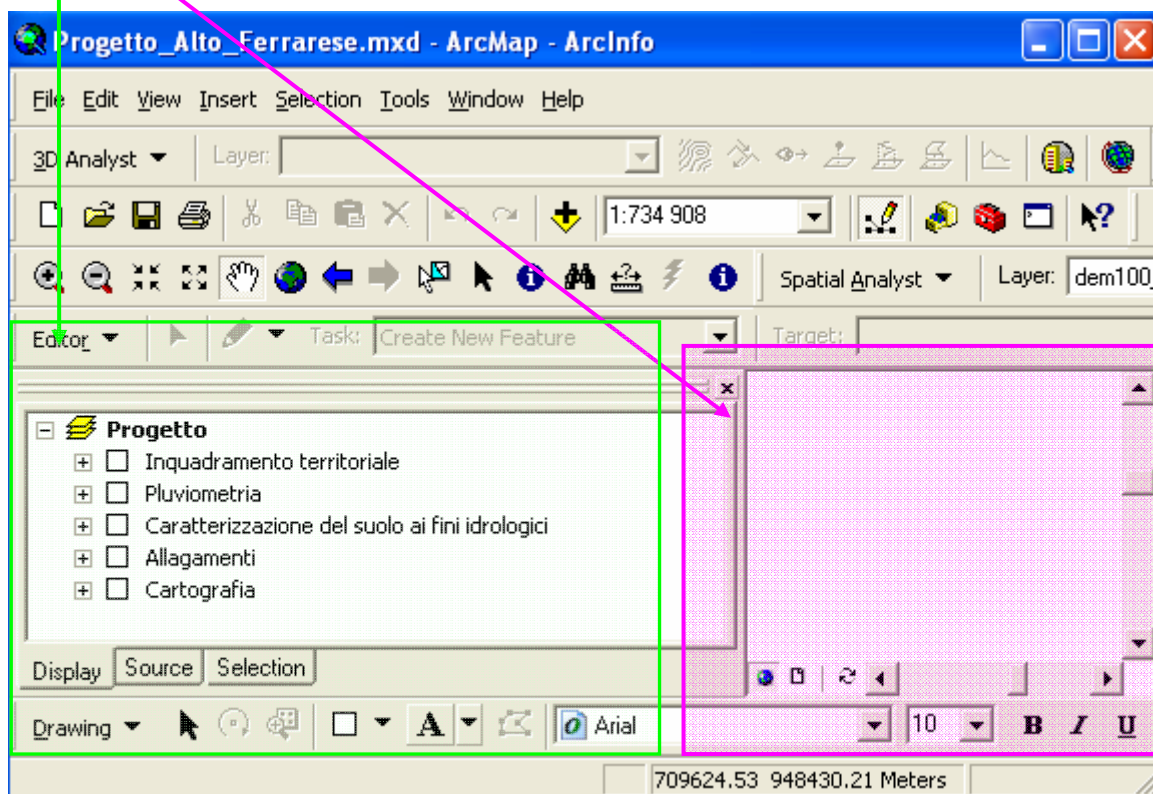 Progetto_Alto_Ferrarese.mxd - ArcMap - ArcInfo
File Edit View Insert Selection Tools Window Help
3D Analyst Layer:
1:734 908
Spatial Analyst Layer: dem100_
Editor Task: Create New Feature Target:
Progetto
Inquadramento territoriale
Pluviometria
Caratterizzazione del suolo ai fini idrologici
Allagamenti
Cartografia
Display Source Selection
Drawing A Arial 10 B I U
709624.53 948430.21 Meters